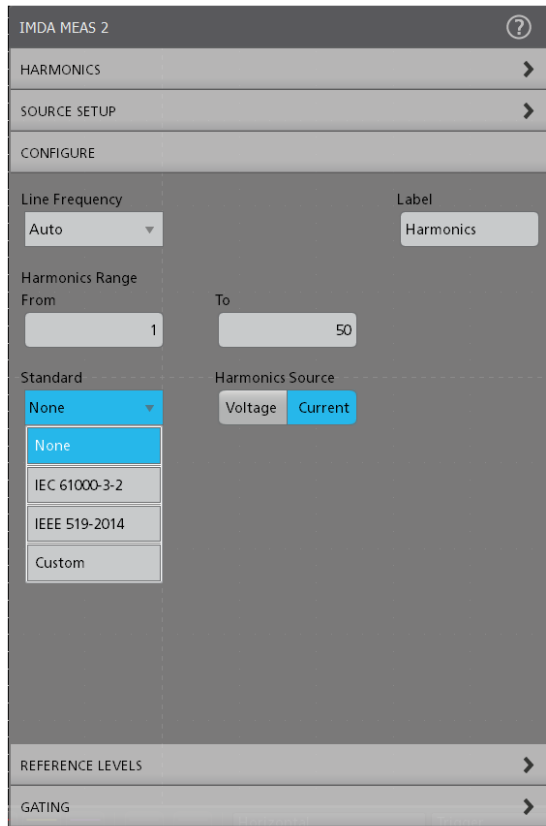 IMDA MEAS 2 ?
HARMONICS
SOURCE SETUP
CONFIGURE
Line Frequency Label
Auto Harmonics
Harmonics Range
From To
1 50
Standard Harmonics Source
None Voltage Current
None
IEC 61000-3-2
IEEE 519-2014
Custom
REFERENCE LEVELS
GATING